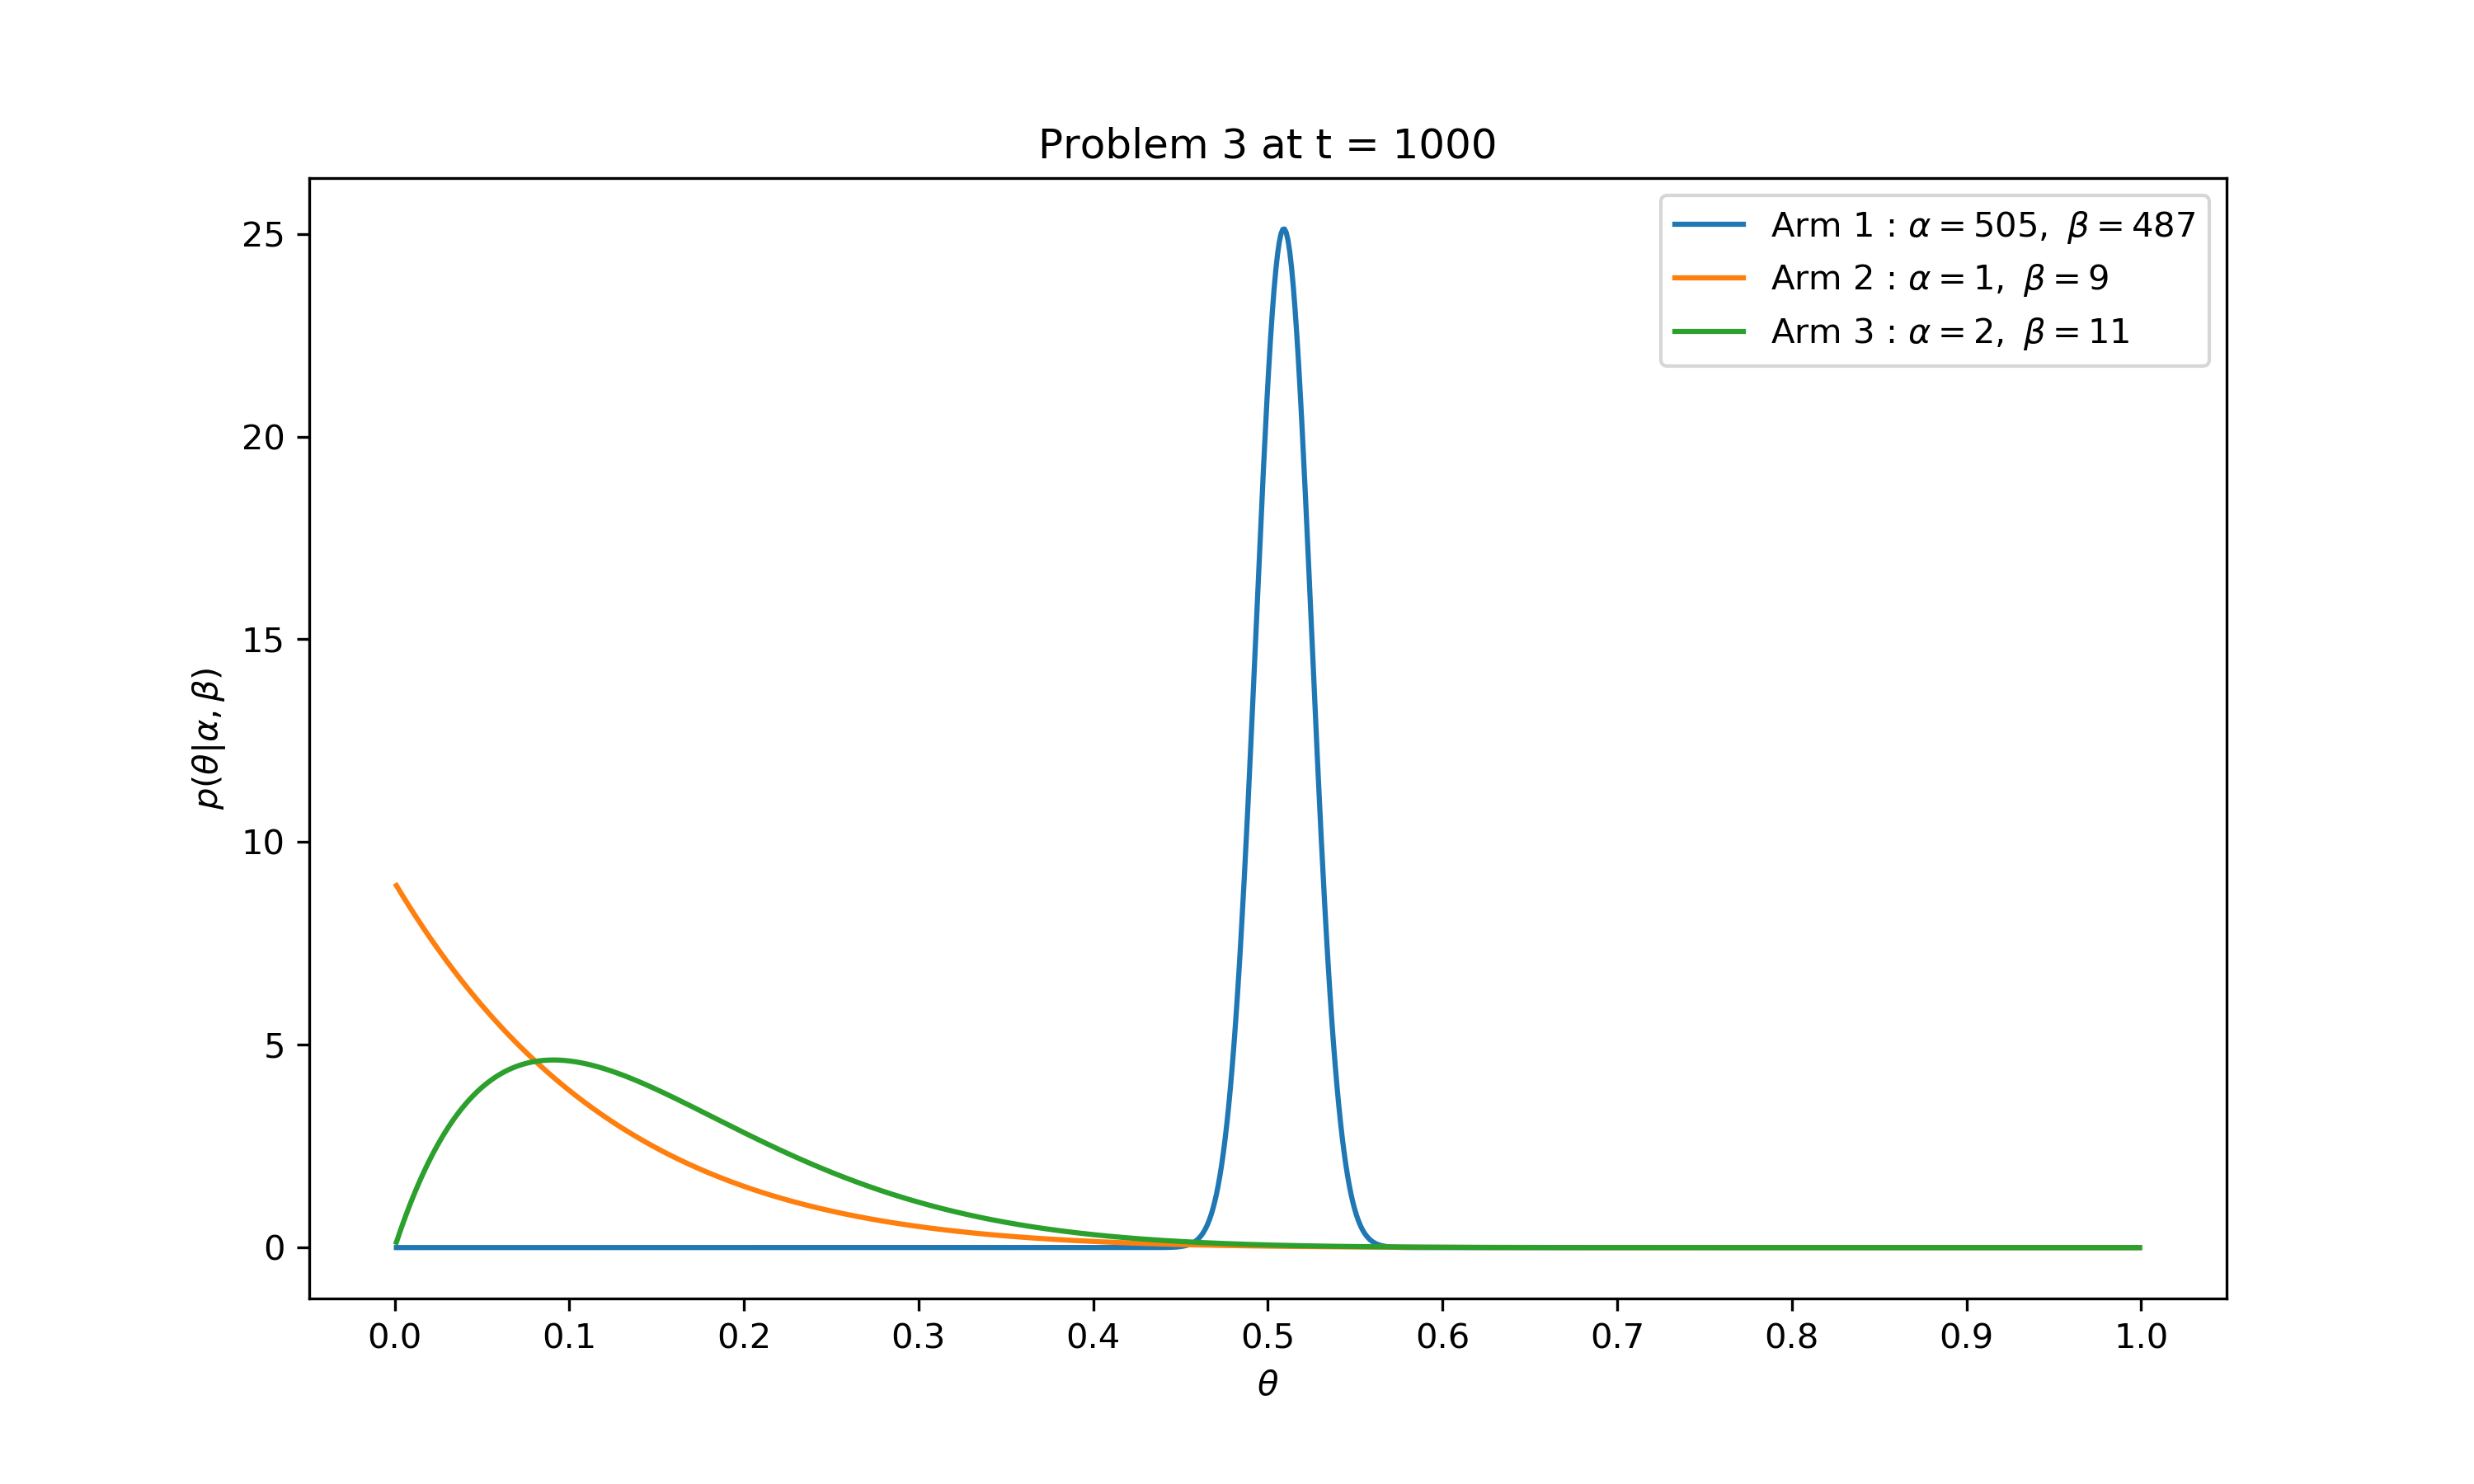 Problem 3 at t = 1000
25
20
15
10
5
0
p(θ|α, β)
0.0 0.1 0.2 0.3 0.4 0.5 0.6 0.7 0.8 0.9 1.0
θ
Arm 1 : α = 505, β = 487
Arm 2 : α = 1, β = 9
Arm 3 : α = 2, β = 11